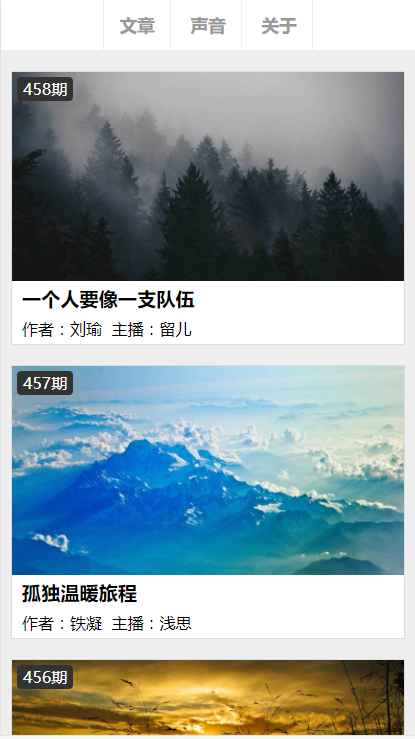 文章 声音 关于
458期
一个人要像一支队伍
作者：刘瑜 主播：留儿
457期
孤独温暖旅程
作者：铁凝 主播：浅思
456期